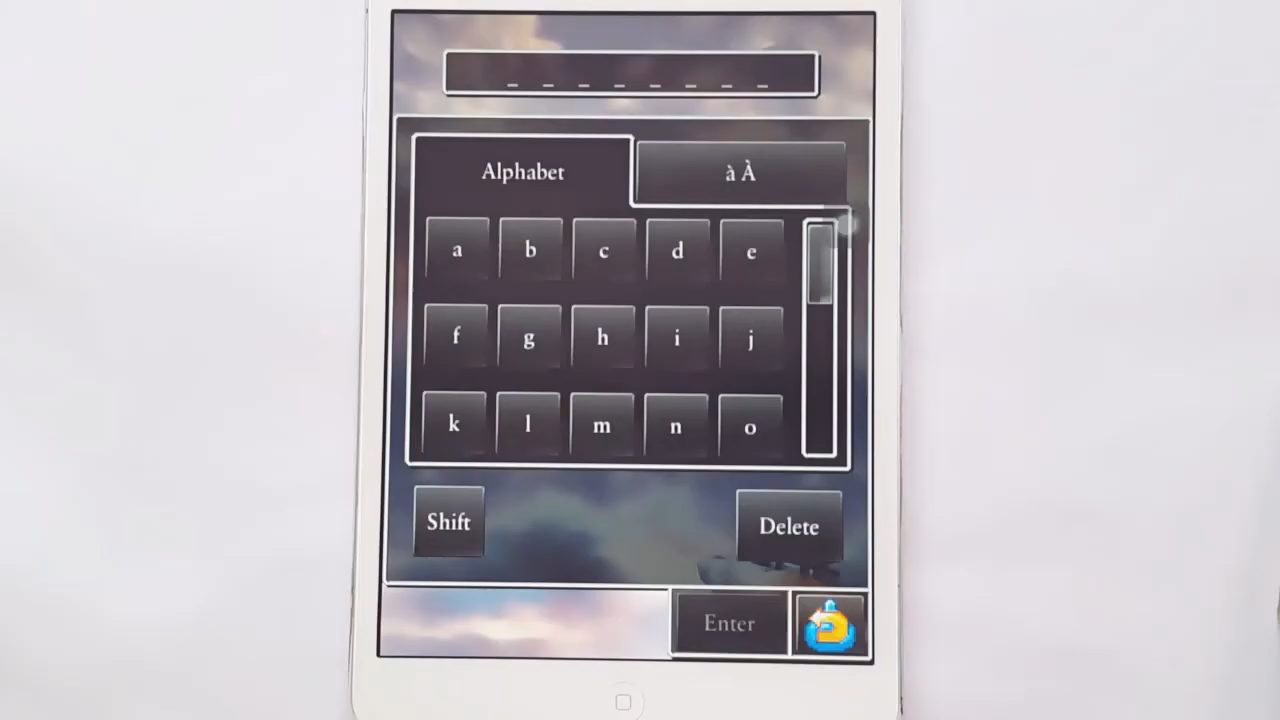 _ _ _ _ _ _ _ _
Alphabet à À
a b c d e
f g h i j
k l m n o
Shift Delete
Enter